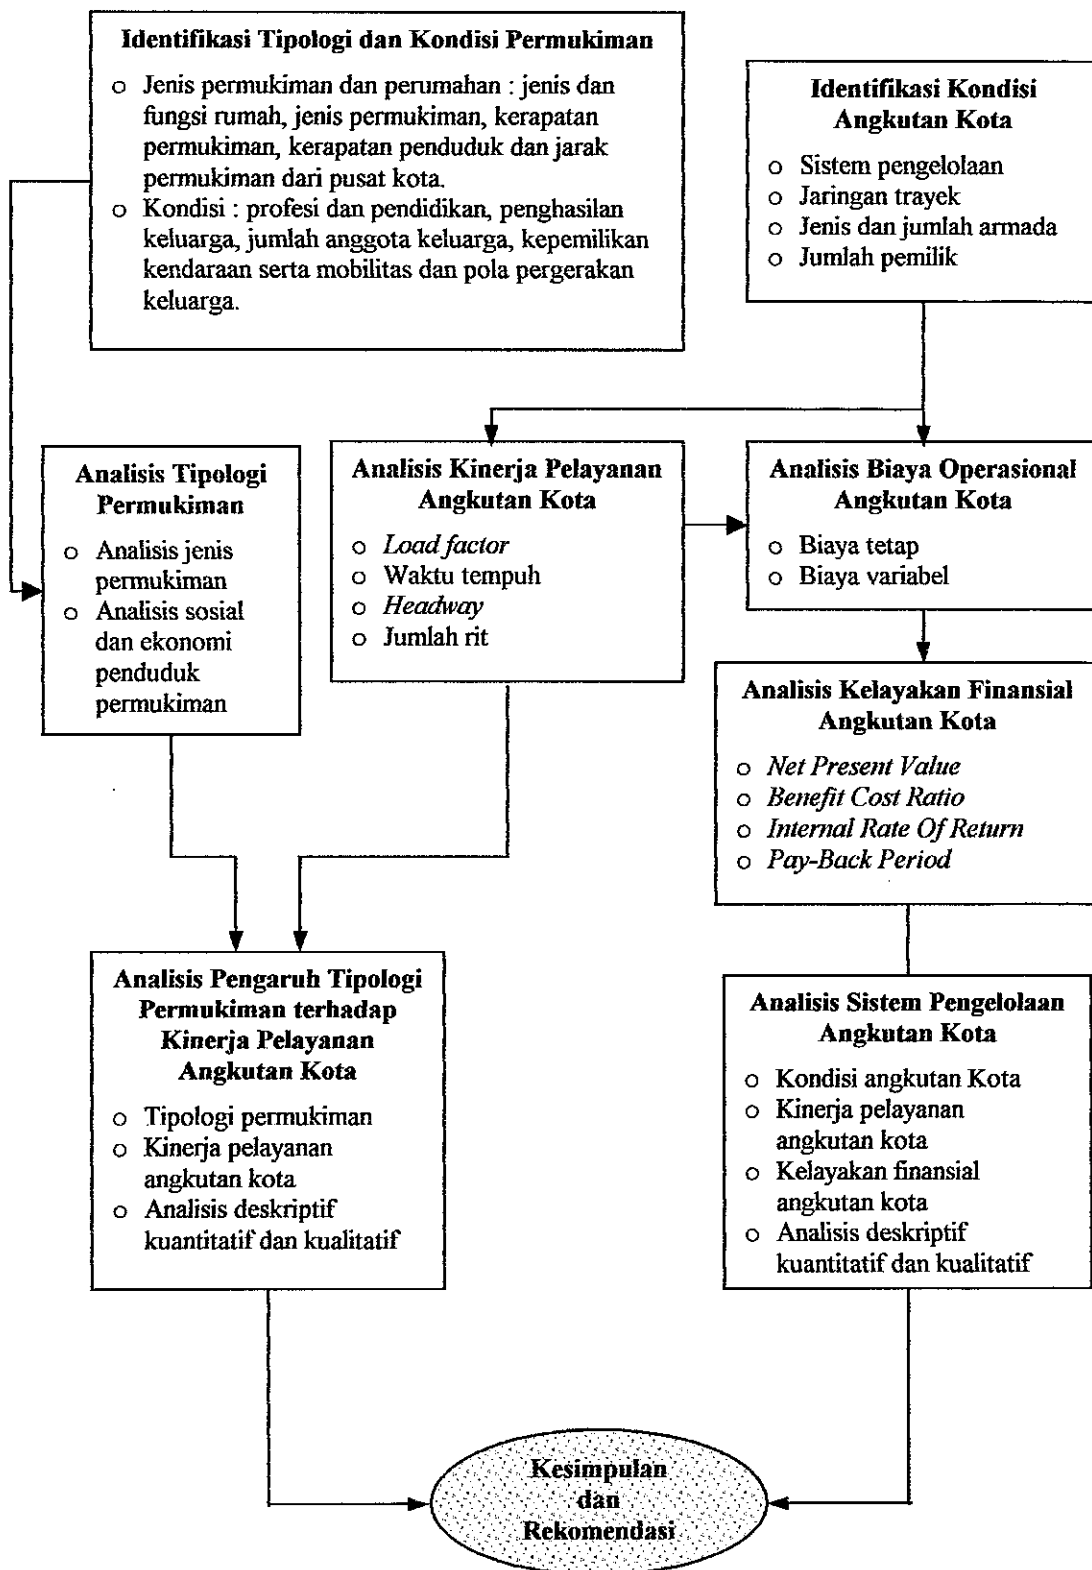 Identifikasi Tipologi dan Kondisi Permukiman
o Jenis permukiman dan perumahan : jenis dan
fungsi rumah, jenis permukiman, kerapatan
permukiman, kerapatan penduduk dan jarak
permukiman dari pusat kota.
o Kondisi : profesi dan pendidikan, penghasilan
keluarga, jumlah anggota keluarga, kepemilikan
kendaraan serta mobilitas dan pola pergerakan
keluarga.
Identifikasi Kondisi
Angkutan Kota
o Sistem pengelolaan
o Jaringan trayek
o Jenis dan jumlah armada
o Jumlah pemilik
Analisis Tipologi
Permukiman
o Analisis jenis
permukiman
o Analisis sosial
dan ekonomi
penduduk
permukiman
Analisis Kinerja Pelayanan
Angkutan Kota
o Load factor
o Waktu tempuh
o Headway
o Jumlah rit
Analisis Biaya Operasional
Angkutan Kota
o Biaya tetap
o Biaya variabel
Analisis Kelayakan Finansial
Angkutan Kota
o Net Present Value
o Benefit Cost Ratio
o Internal Rate Of Return
o Pay-Back Period
Analisis Pengaruh Tipologi
Permukiman terhadap
Kinerja Pelayanan
Angkutan Kota
o Tipologi permukiman
o Kinerja pelayanan
angkutan kota
o Analisis deskriptif
kuantitatif dan kualitatif
Analisis Sistem Pengelolaan
Angkutan Kota
o Kondisi angkutan Kota
o Kinerja pelayanan
angkutan kota
o Kelayakan finansial
angkutan kota
o Analisis deskriptif
kuantitatif dan kualitatif
Kesimpulan
dan
Rekomendasi